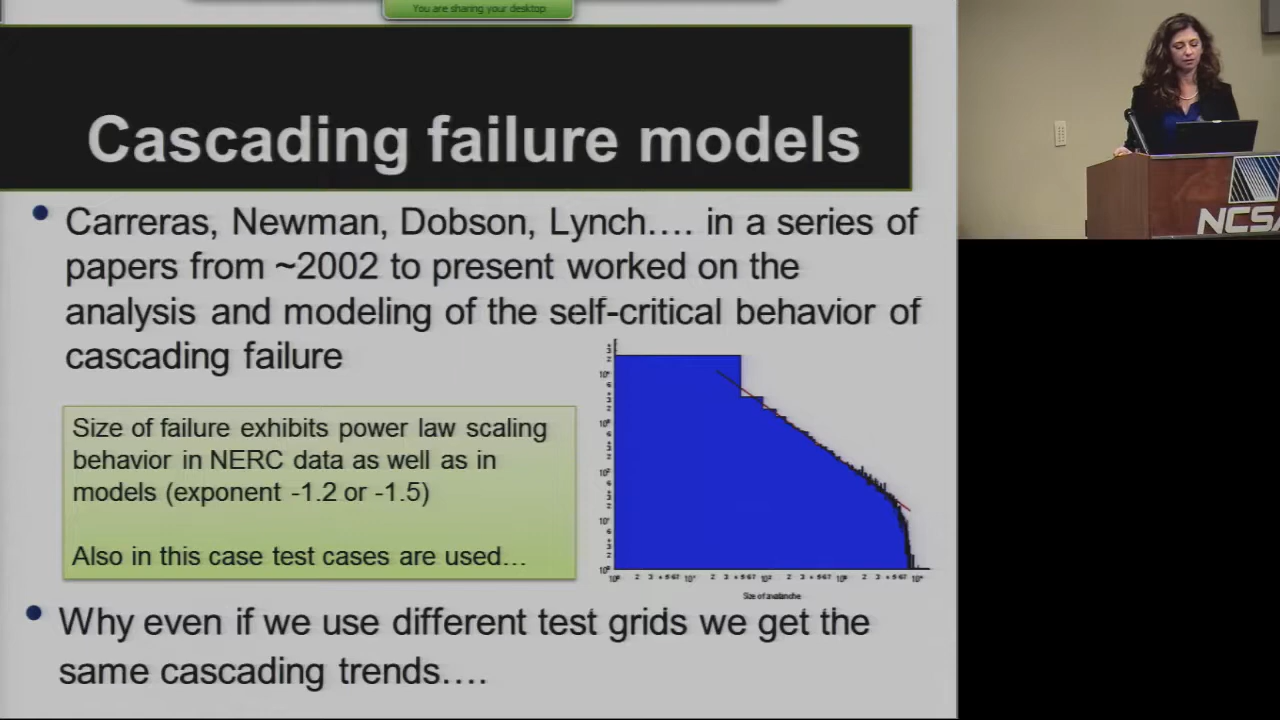 You are sharing your desktop
Cascading failure models
• Carreras, Newman, Dobson, Lynch…. in a series of
papers from ~2002 to present worked on the
analysis and modeling of the self-critical behavior of
cascading failure
Size of failure exhibits power law scaling
behavior in NERC data as well as in
models (exponent -1.2 or -1.5)
Also in this case test cases are used…
Size of avalanche
• Why even if we use different test grids we get the
same cascading trends….
NCSA